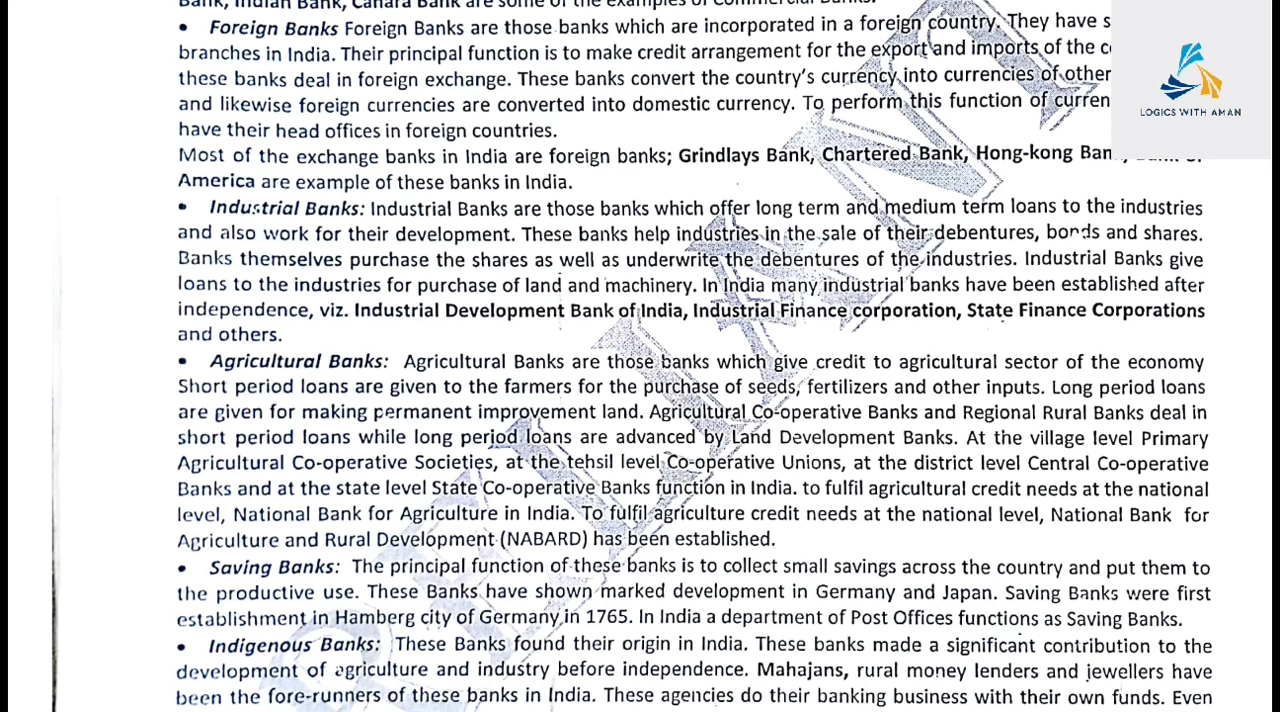 Bank, Indian Bank, Canara Bank are some of the examples of Commercial Banks.
• Foreign Banks Foreign Banks are those banks which are incorporated in a foreign country. They have s
branches in India. Their principal function is to make credit arrangement for the export and imports of the c
these banks deal in foreign exchange. These banks convert the country's currency into currencies of other
and likewise foreign currencies are converted into domestic currency. To perform this function of curren
have their head offices in foreign countries.
Most of the exchange banks in India are foreign banks; Grindlays Bank, Chartered Bank, Hong-kong Ban
America are example of these banks in India.
• Industrial Banks: Industrial Banks are those banks which offer long term and medium term loans to the industries
and also work for their development. These banks help industries in the sale of their debentures, bonds and shares.
Banks themselves purchase the shares as well as underwrite the debentures of the industries. Industrial Banks give
loans to the industries for purchase of land and machinery. In India many industrial banks have been established after
independence, viz. Industrial Development Bank of India, Industrial Finance corporation, State Finance Corporations
and others.
• Agricultural Banks: Agricultural Banks are those banks which give credit to agricultural sector of the economy
Short period loans are given to the farmers for the purchase of seeds, fertilizers and other inputs. Long period loans
are given for making permanent improvement land. Agricultural Co-operative Banks and Regional Rural Banks deal in
short period loans while long period loans are advanced by Land Development Banks. At the village level Primary
Agricultural Co-operative Societies, at the tehsil level Co-operative Unions, at the district level Central Co-operative
Banks and at the state level State Co-operative Banks function in India. to fulfil agricultural credit needs at the national
level, National Bank for Agriculture in India. To fulfil agriculture credit needs at the national level, National Bank for
Agriculture and Rural Development (NABARD) has been established.
• Saving Banks: The principal function of these banks is to collect small savings across the country and put them to
the productive use. These Banks have shown marked development in Germany and Japan. Saving Banks were first
establishment in Hamberg city of Germany in 1765. In India a department of Post Offices functions as Saving Banks.
• Indigenous Banks: These Banks found their origin in India. These banks made a significant contribution to the
development of agriculture and industry before independence. Mahajans, rural money lenders and jewellers have
been the fore-runners of these banks in India. These agencies do their banking business with their own funds. Even
LOGICS WITH AMAN